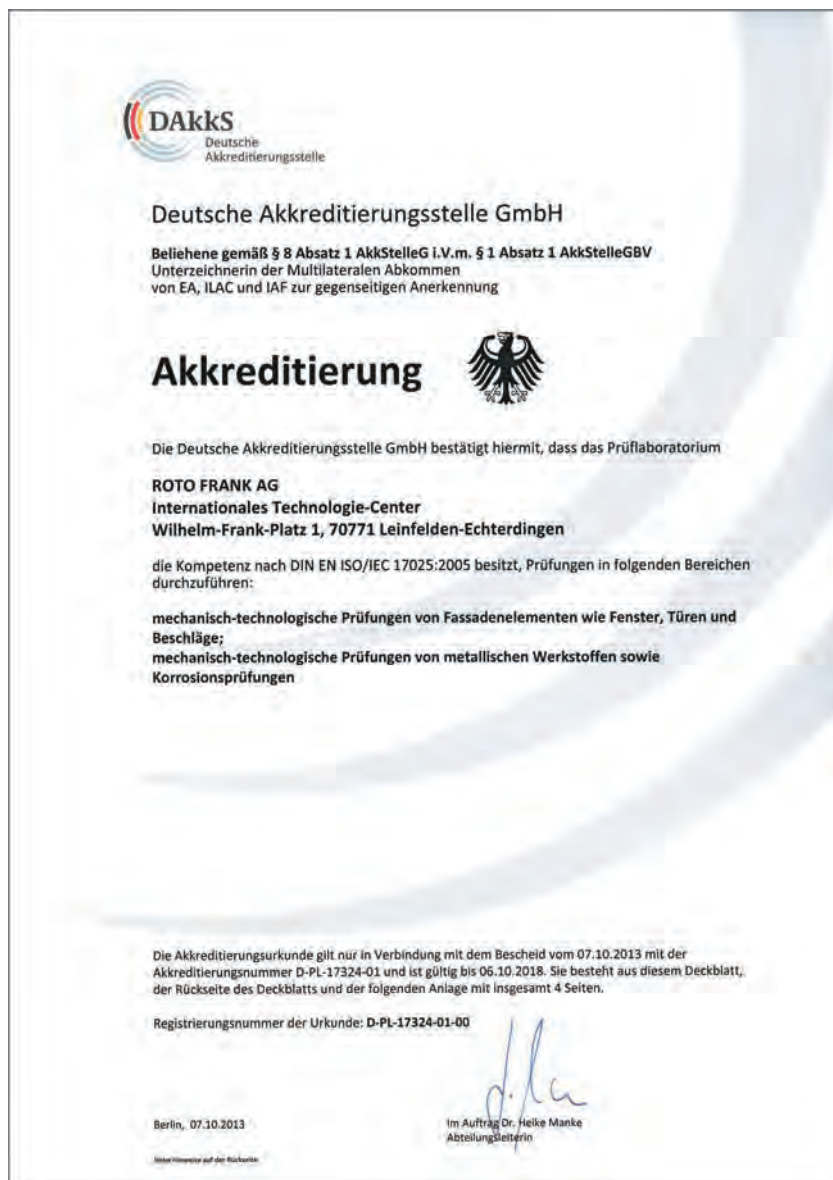 DAkkS
Deutsche
Akkreditierungsstelle
Deutsche Akkreditierungsstelle GmbH
Beliehene gemäß § 8 Absatz 1 AkkStelleG i.V.m. § 1 Absatz 1 AkkStelleGBV
Unterzeichnerin der Multilateralen Abkommen
von EA, ILAC und IAF zur gegenseitigen Anerkennung
Akkreditierung
Die Deutsche Akkreditierungsstelle GmbH bestätigt hiermit, dass das Prüflaboratorium
ROTO FRANK AG
Internationales Technologie-Center
Wilhelm-Frank-Platz 1, 70771 Leinfelden-Echterdingen
die Kompetenz nach DIN EN ISO/IEC 17025:2005 besitzt, Prüfungen in folgenden Bereichen
durchzuführen:
mechanisch-technologische Prüfungen von Fassadenelementen wie Fenster, Türen und
Beschläge;
mechanisch-technologische Prüfungen von metallischen Werkstoffen sowie
Korrosionsprüfungen
Die Akkreditierungsurkunde gilt nur in Verbindung mit dem Bescheid vom 07.10.2013 mit der
Akkreditierungsnummer D-PL-17324-01 und ist gültig bis 06.10.2018. Sie besteht aus diesem Deckblatt,
der Rückseite des Deckblatts und der folgenden Anlage mit insgesamt 4 Seiten.
Registrierungsnummer der Urkunde: D-PL-17324-01-00
Berlin, 07.10.2013
Im Auftrag Dr. Heike Manke
Abteilungsleiterin
Siehe Hinweise auf der Rückseite